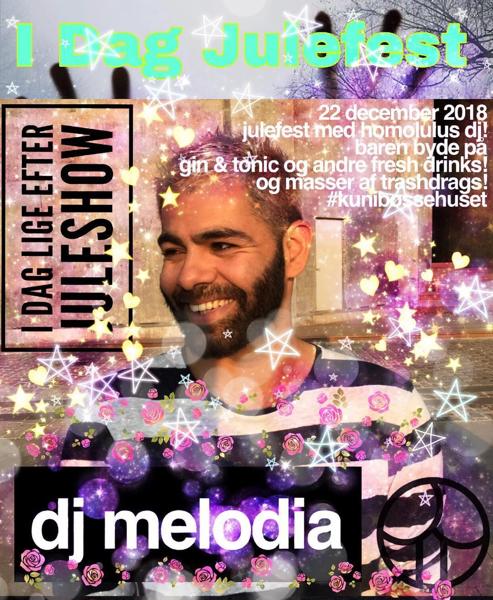 I Dag Julefest
22 december 2018
julefest med homolulus dj!
baren byde på
gin & tonic og andre fresh drinks!
og masser af trashdrags!
#kunibøssehuset
I DAG LIGE EFTER
JULESHOW
dj melodia